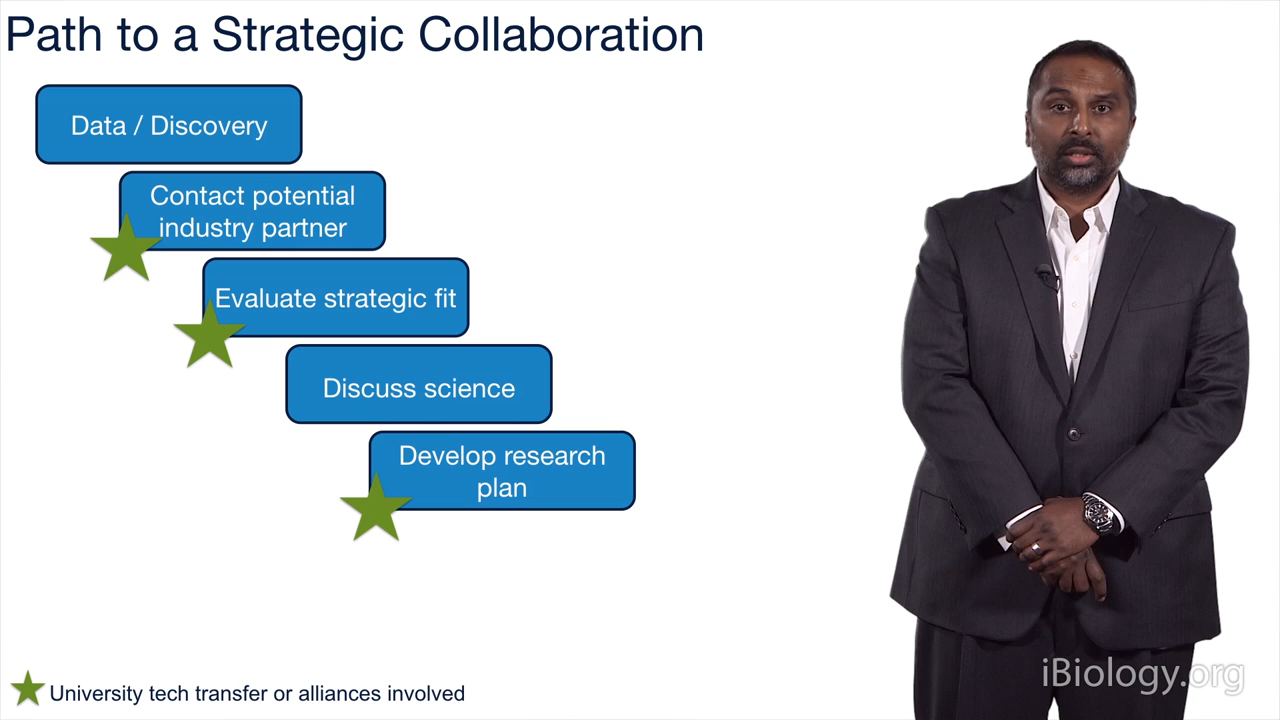 Path to a Strategic Collaboration
Data / Discovery
Contact potential
industry partner
Evaluate strategic fit
Discuss science
Develop research
plan
University tech transfer or alliances involved
iBiology.org